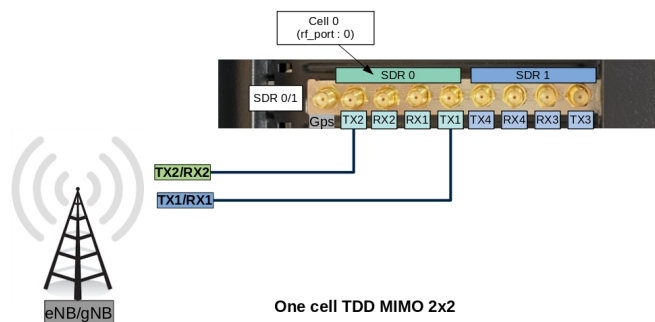 Cell 0
(rf_port : 0)
SDR 0
SDR 1
SDR 0/1
Gps
TX2
RX2
RX1
TX1
TX4
RX4
RX3
TX3
TX2/RX2
TX1/RX1
eNB/gNB
One cell TDD MIMO 2x2